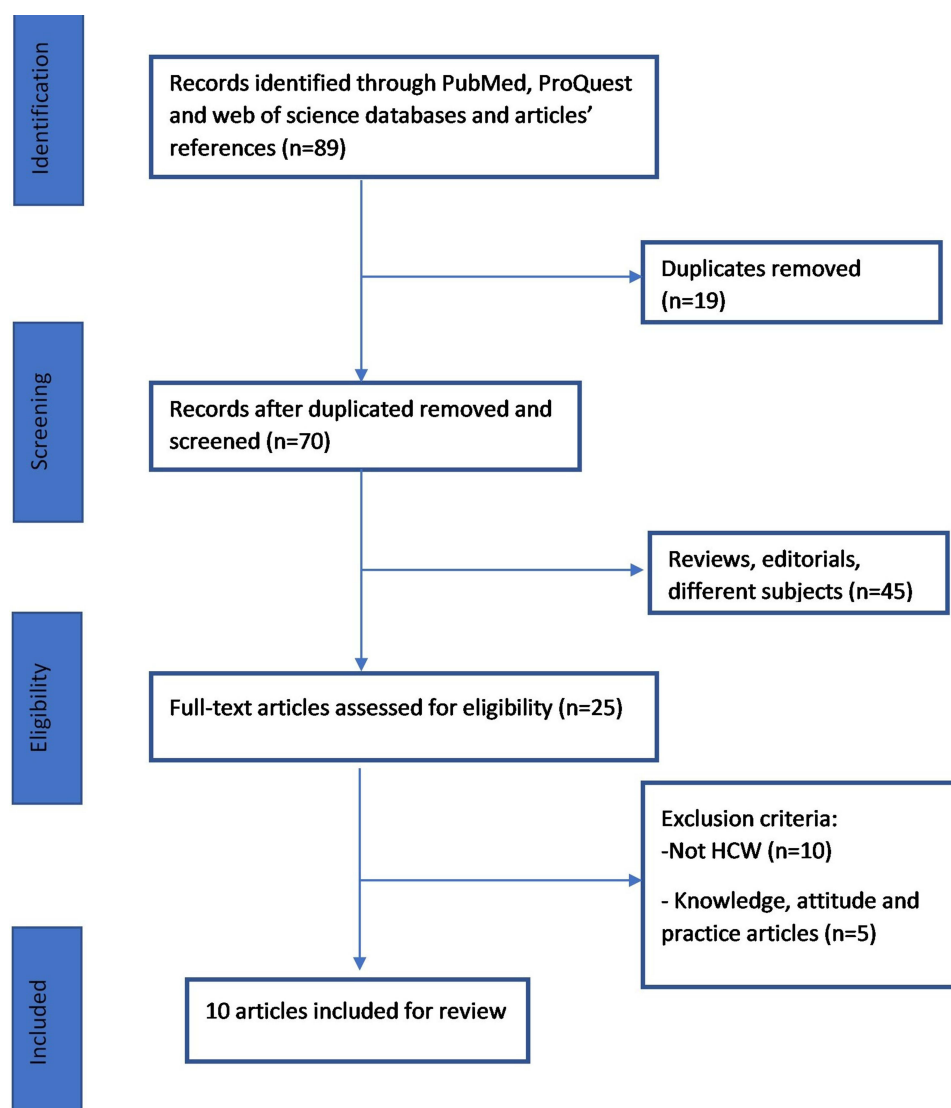 Identification
Records identified through PubMed, ProQuest
and web of science databases and articles’
references (n=89)
Duplicates removed
(n=19)
Screening
Records after duplicated removed and
screened (n=70)
Reviews, editorials,
different subjects (n=45)
Eligibility
Full-text articles assessed for eligibility (n=25)
Exclusion criteria:
-Not HCW (n=10)
- Knowledge, attitude and
practice articles (n=5)
Included
10 articles included for review